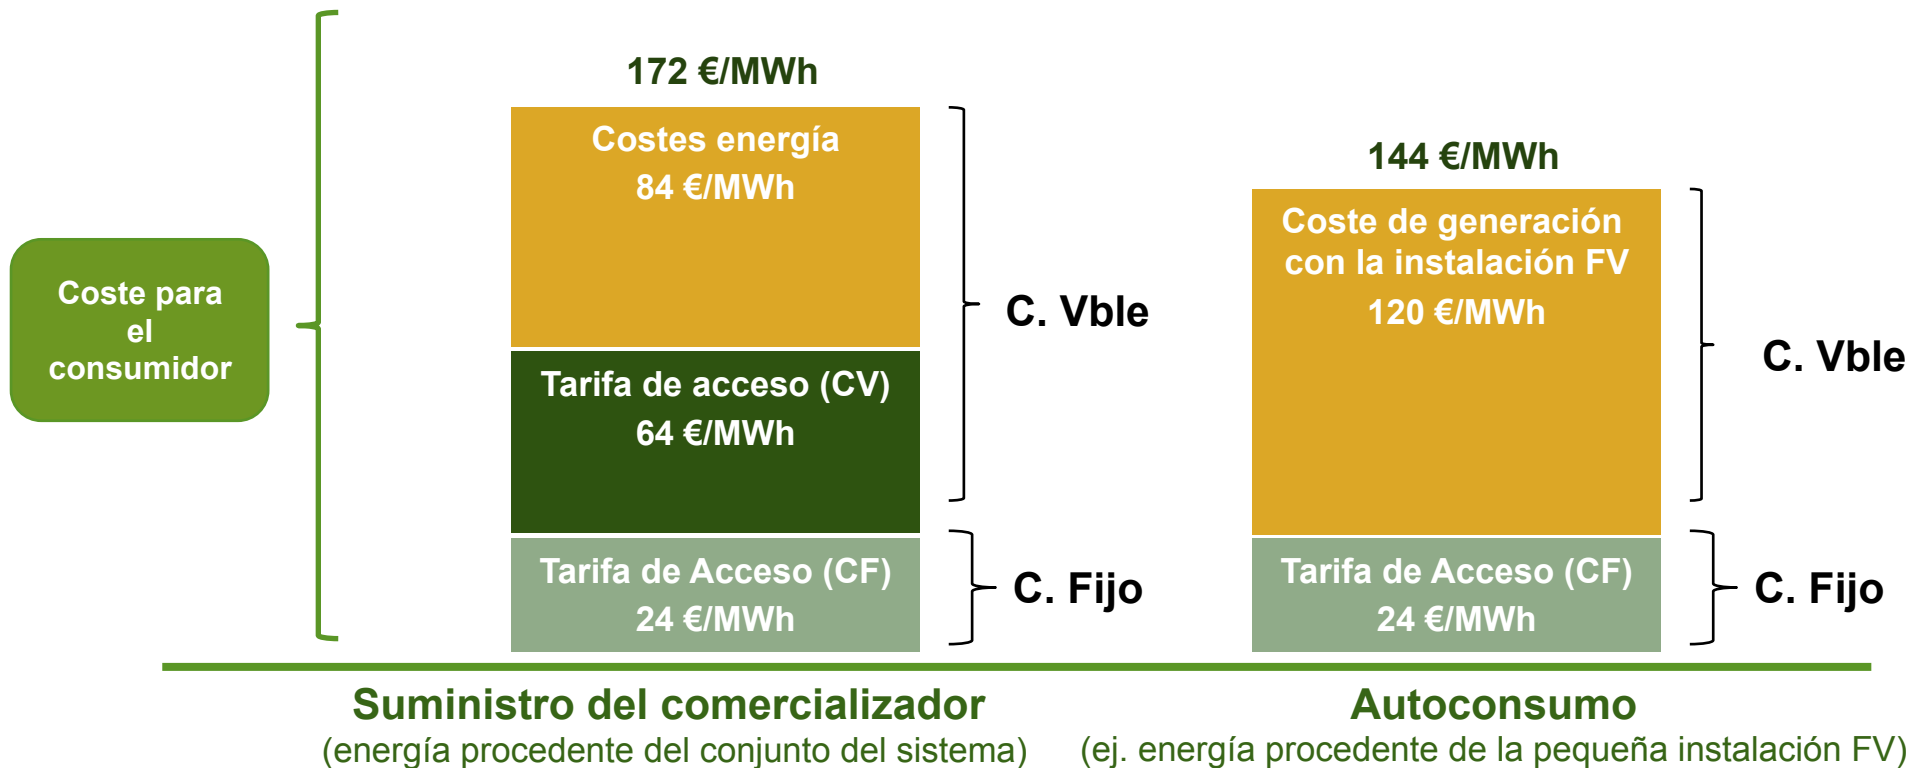 Coste para
el
consumidor
172 €/MWh
Costes energía
84 €/MWh
Tarifa de acceso (CV)
64 €/MWh
Tarifa de Acceso (CF)
24 €/MWh
C. Vble
C. Fijo
144 €/MWh
Coste de generación
con la instalación FV
120 €/MWh
Tarifa de Acceso (CF)
24 €/MWh
C. Vble
C. Fijo
Suministro del comercializador
(energía procedente del conjunto del sistema)
Autoconsumo
(ej. energía procedente de la pequeña instalación FV)